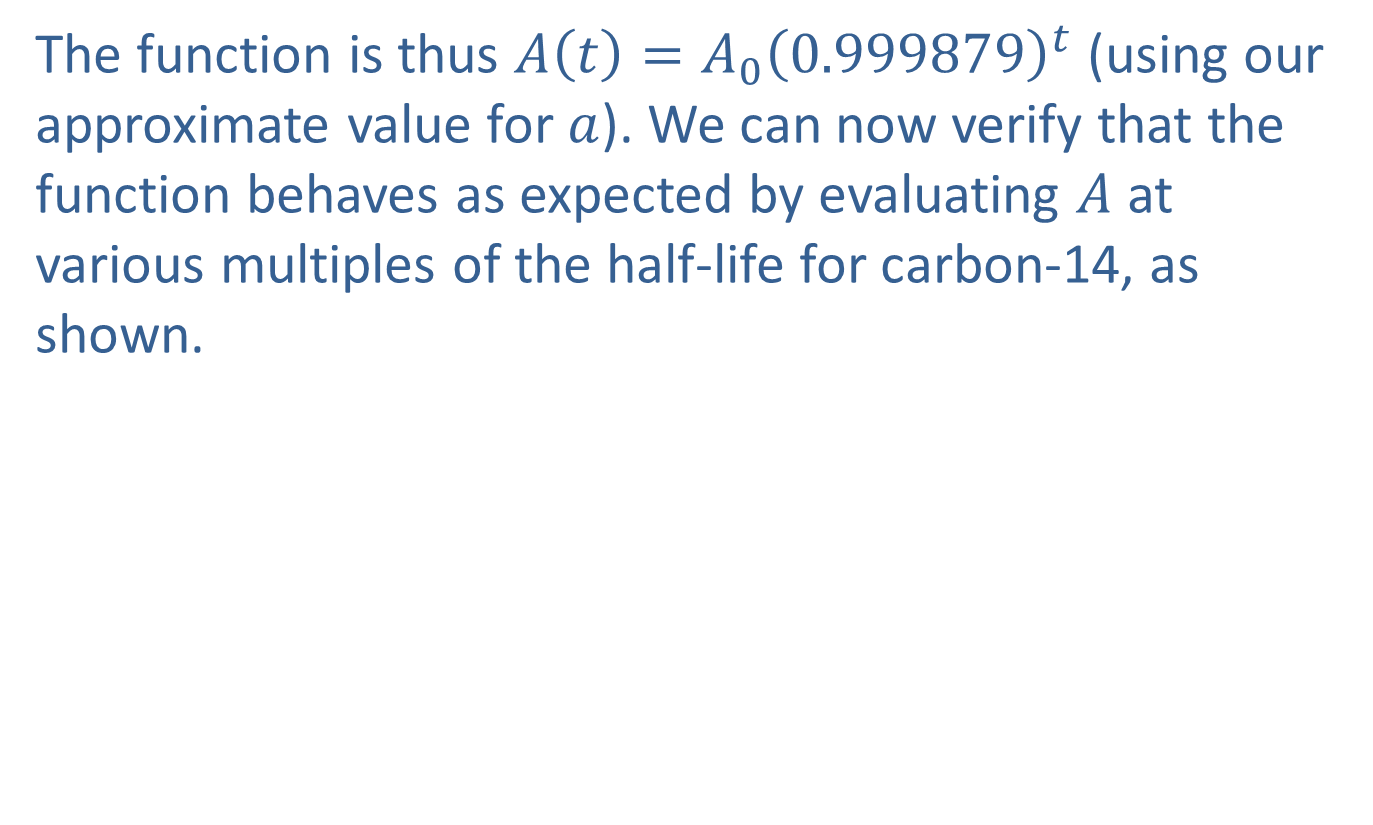 The function is thus 𝐴(𝑡) = 𝐴₀(0.999879)ᵗ (using our
approximate value for 𝑎). We can now verify that the
function behaves as expected by evaluating 𝐴 at
various multiples of the half-life for carbon-14, as
shown.